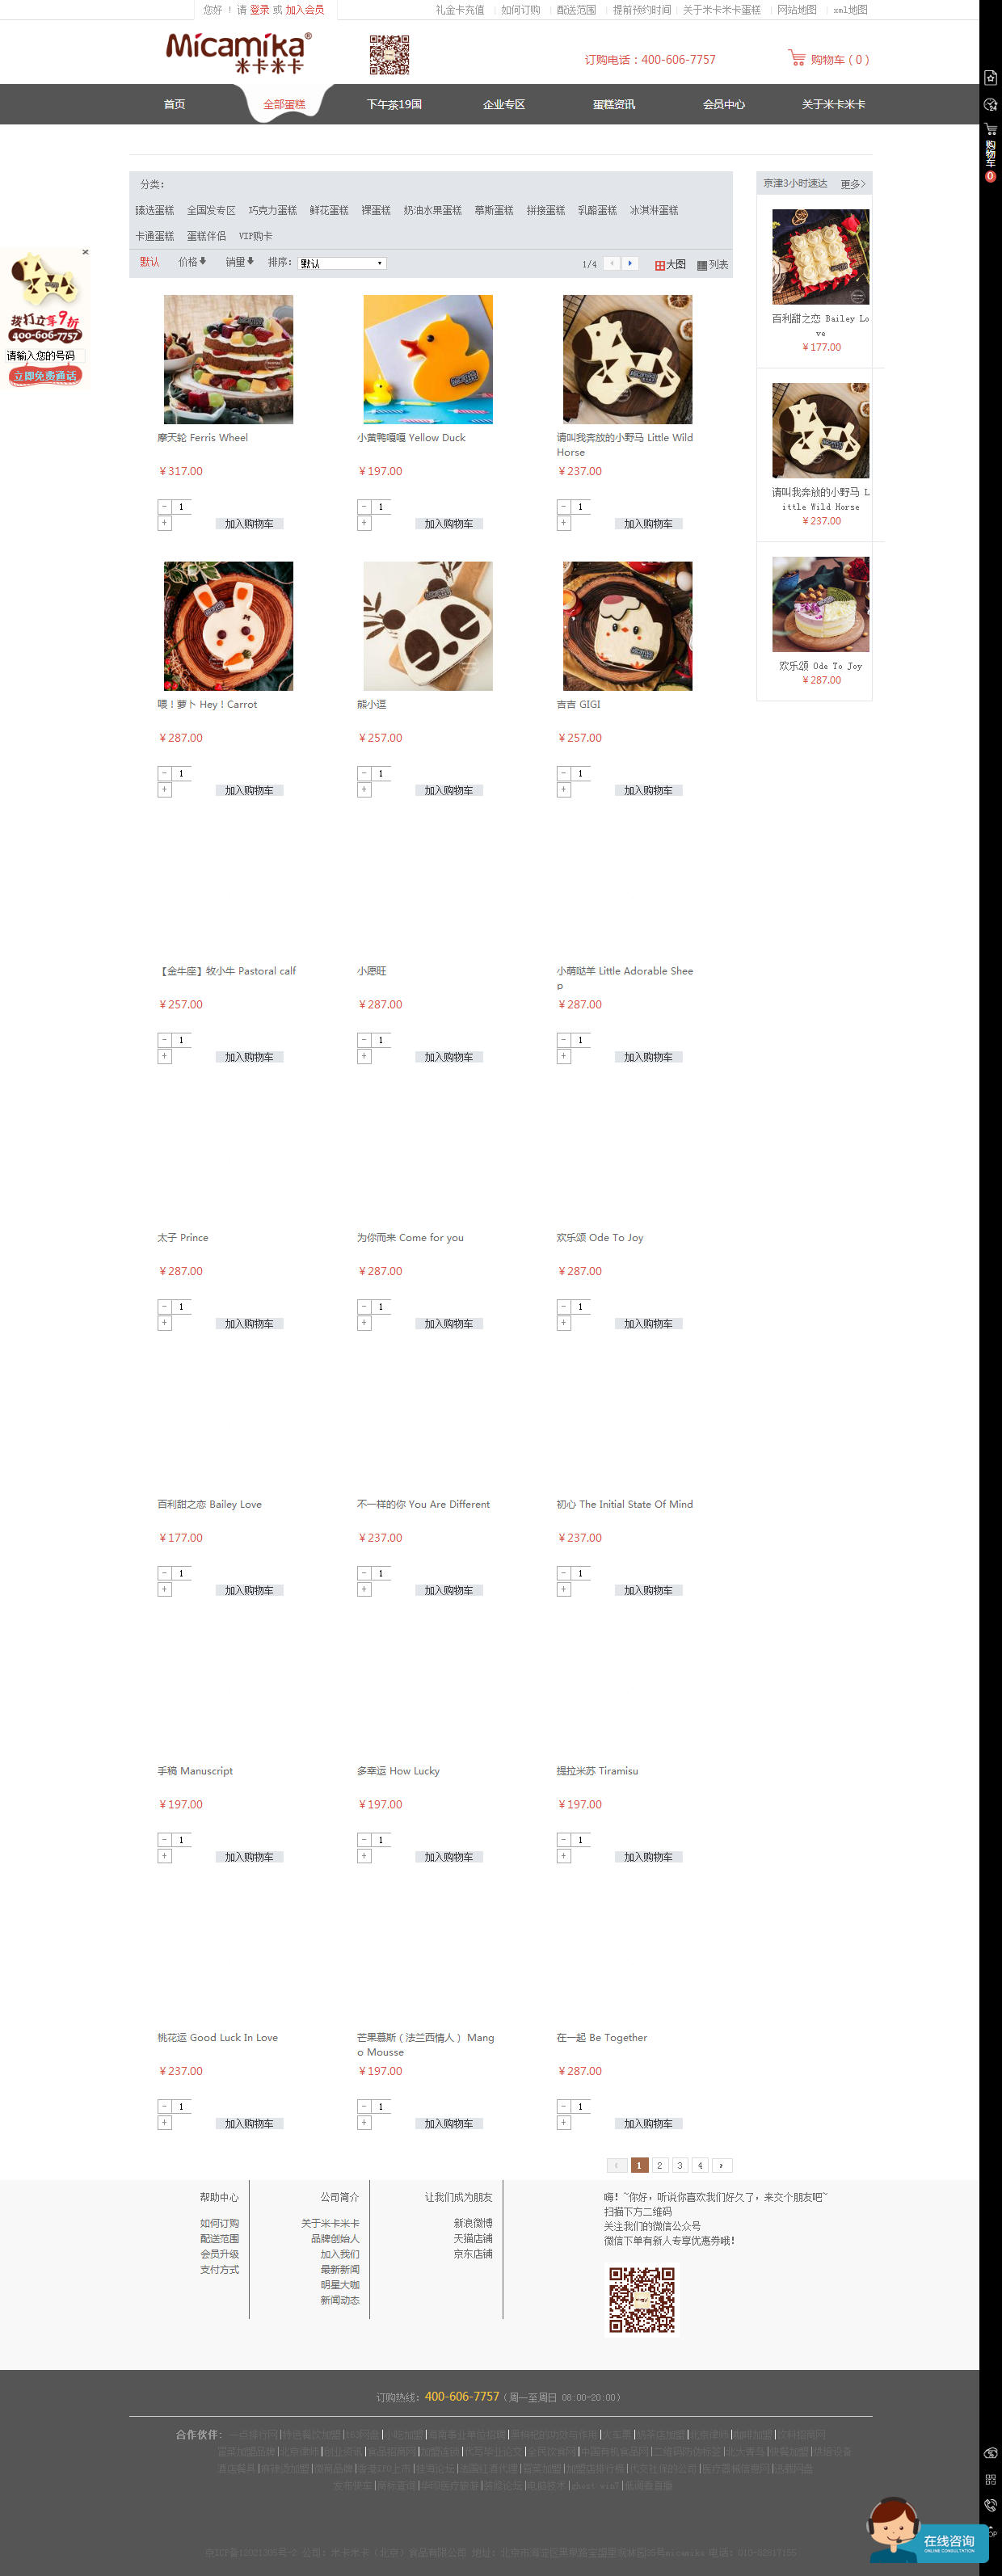 您好 ! 请 登录 或 加入会员
礼金卡充值 如何订购 配送范围 提前预约时间 关于米卡米卡蛋糕 网站地图 xml地图
Micamika®
米卡米卡
订购电话：400-606-7757
购物车 ( 0 )
首页 全部蛋糕 下午茶19国 企业专区 蛋糕资讯 会员中心 关于米卡米卡
购物车
0
分类:
臻选蛋糕 全国发专区 巧克力蛋糕 鲜花蛋糕 裸蛋糕 奶油水果蛋糕 慕斯蛋糕 拼接蛋糕 乳酪蛋糕 冰淇淋蛋糕
卡通蛋糕 蛋糕伴侣 VIP购卡
默认 价格 销量 排序: 默认 1/4 大图 列表
京津3小时速达 更多>
百利甜之恋 Bailey Lo
ve
￥177.00
请叫我奔放的小野马 L
ittle Wild Horse
￥237.00
欢乐颂 Ode To Joy
￥287.00
拨打立享9折
400-606-7757
请输入您的号码
立即免费通话
摩天轮 Ferris Wheel 小黄鸭嘎嘎 Yellow Duck 请叫我奔放的小野马 Little Wild
Horse
￥317.00 ￥197.00 ￥237.00
- 1 - 1 - 1
+ 加入购物车 + 加入购物车 + 加入购物车
喂！萝卜 Hey！Carrot 熊小逗 吉吉 GIGI
￥287.00 ￥257.00 ￥257.00
- 1 - 1 - 1
+ 加入购物车 + 加入购物车 + 加入购物车
【金牛座】牧小牛 Pastoral calf 小愿旺 小萌哒羊 Little Adorable Shee
p
￥257.00 ￥287.00 ￥287.00
- 1 - 1 - 1
+ 加入购物车 + 加入购物车 + 加入购物车
太子 Prince 为你而来 Come for you 欢乐颂 Ode To Joy
￥287.00 ￥287.00 ￥287.00
- 1 - 1 - 1
+ 加入购物车 + 加入购物车 + 加入购物车
百利甜之恋 Bailey Love 不一样的你 You Are Different 初心 The Initial State Of Mind
￥177.00 ￥237.00 ￥237.00
- 1 - 1 - 1
+ 加入购物车 + 加入购物车 + 加入购物车
手稿 Manuscript 多幸运 How Lucky 提拉米苏 Tiramisu
￥197.00 ￥197.00 ￥197.00
- 1 - 1 - 1
+ 加入购物车 + 加入购物车 + 加入购物车
桃花运 Good Luck In Love 芒果慕斯（法兰西情人） Mang
o Mousse 在一起 Be Together
￥237.00 ￥197.00 ￥287.00
- 1 - 1 - 1
+ 加入购物车 + 加入购物车 + 加入购物车
‹ 1 2 3 4 ›
帮助中心
如何订购
配送范围
会员升级
支付方式
公司简介
关于米卡米卡
品牌创始人
加入我们
最新新闻
明星大咖
新闻动态
让我们成为朋友
新浪微博
天猫店铺
京东店铺
嗨！~你好，听说你喜欢我们好久了，来交个朋友吧~
扫描下方二维码
关注我们的微信公众号
微信下单有新人专享优惠券哦!
订购热线: 400-606-7757 (周一至周日 08:00-20:00)
合作伙伴:
在线咨询
ONLINE CONSULTATION